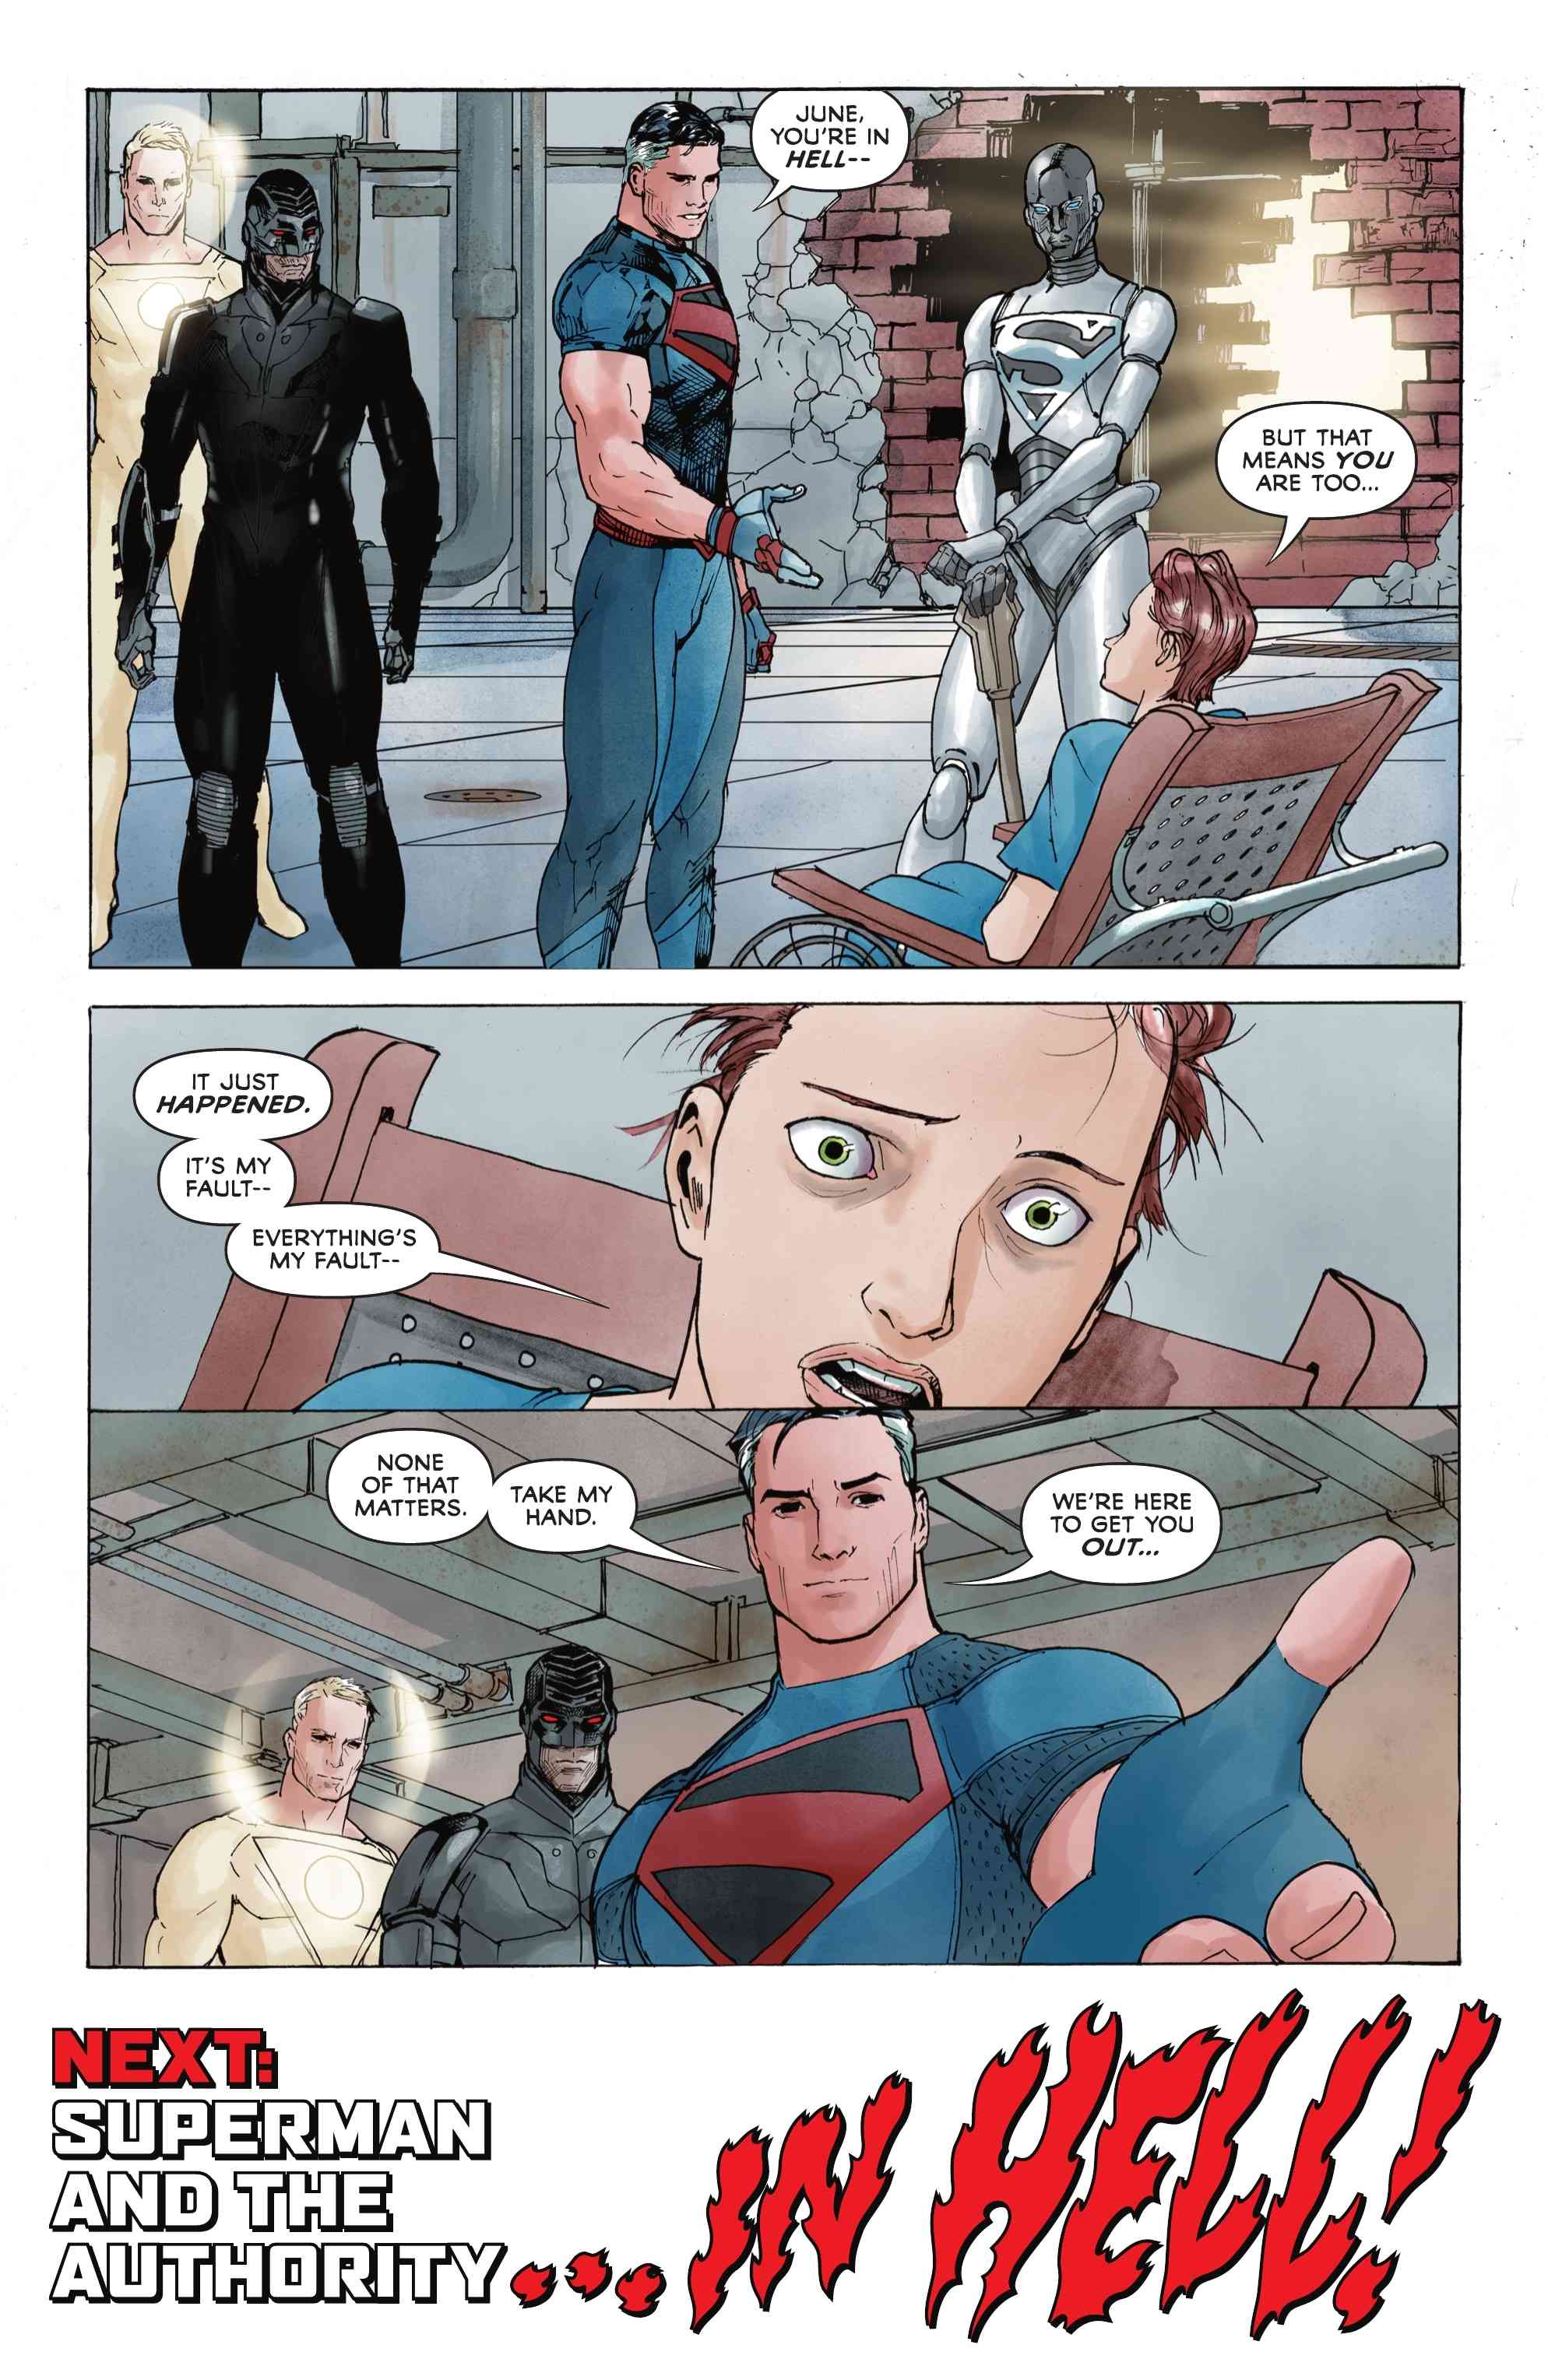 JUNE,
YOU'RE IN
HELL--
BUT THAT
MEANS YOU
ARE TOO...
IT JUST
HAPPENED.
IT'S MY
FAULT--
EVERYTHING'S
MY FAULT--
NONE
OF THAT
MATTERS.
TAKE MY
HAND.
WE'RE HERE
TO GET YOU
OUT...
NEXT:
SUPERMAN
AND THE
AUTHORITY... IN HELL!